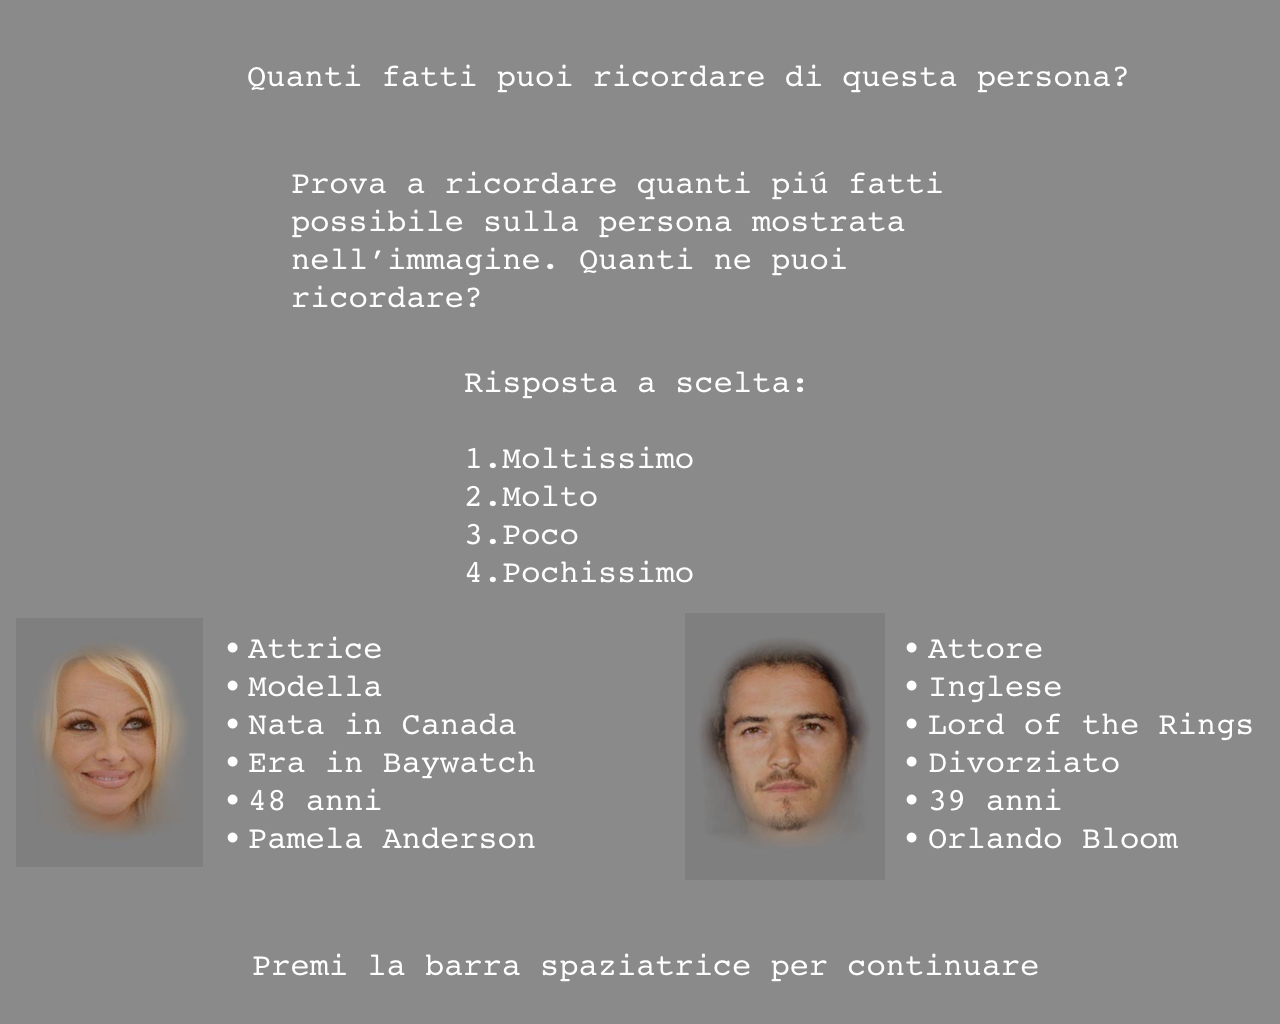 Quanti fatti puoi ricordare di questa persona?
Prova a ricordare quanti piú fatti
possibile sulla persona mostrata
nell’immagine. Quanti ne puoi
ricordare?
Risposta a scelta:
1.Moltissimo
2.Molto
3.Poco
4.Pochissimo
•Attrice
•Modella
•Nata in Canada
•Era in Baywatch
•48 anni
•Pamela Anderson
•Attore
•Inglese
•Lord of the Rings
•Divorziato
•39 anni
•Orlando Bloom
Premi la barra spaziatrice per continuare